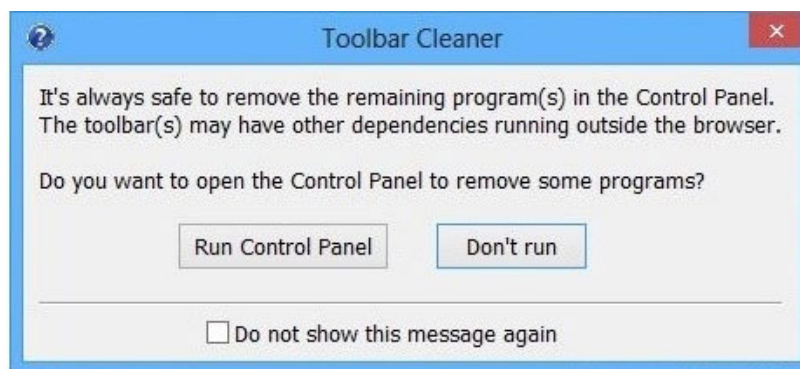 Toolbar Cleaner
It's always safe to remove the remaining program(s) in the Control Panel.
The toolbar(s) may have other dependencies running outside the browser.
Do you want to open the Control Panel to remove some programs?
Run Control Panel
Don't run
Do not show this message again